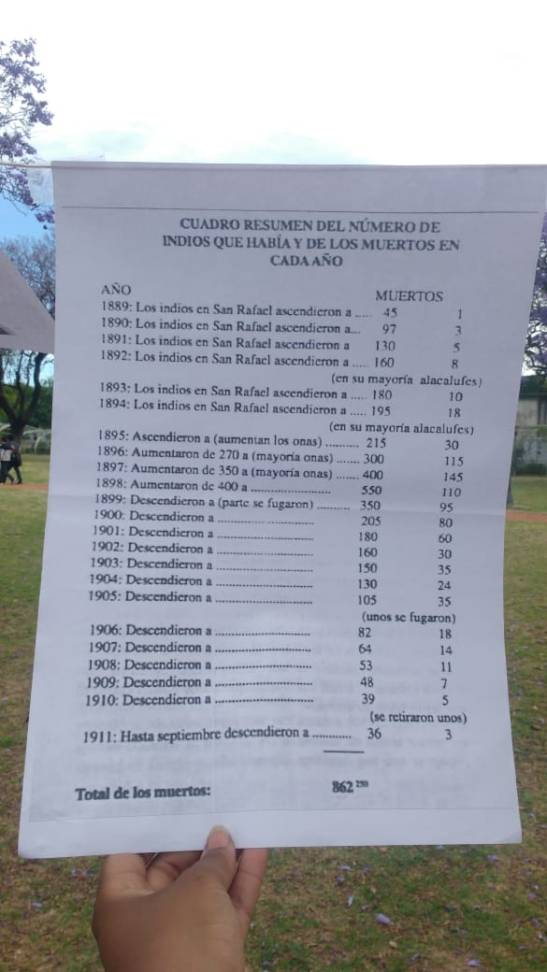 CUADRO RESUMEN DEL NÚMERO DE
INDIOS QUE HABÍA Y DE LOS MUERTOS EN
CADA AÑO
AÑO MUERTOS
1889: Los indios en San Rafael ascendieron a .... 45 1
1890: Los indios en San Rafael ascendieron a... 97 3
1891: Los indios en San Rafael ascendieron a 130 5
1892: Los indios en San Rafael ascendieron a .... 160 8
(en su mayoría alacalufes)
1893: Los indios en San Rafael ascendieron a .... 180 10
1894: Los indios en San Rafael ascendieron a .... 195 18
(en su mayoría alacalufes)
1895: Ascendieron a (aumentan los onas) ......... 215 30
1896: Aumentaron de 270 a (mayoría onas) ...... 300 115
1897: Aumentaron de 350 a (mayoría onas) ...... 400 145
1898: Aumentaron de 400 a ..................... 550 110
1899: Descendieron a (parte se fugaron) ......... 350 95
1900: Descendieron a ......................... 205 80
1901: Descendieron a ......................... 180 60
1902: Descendieron a ......................... 160 30
1903: Descendieron a ......................... 150 35
1904: Descendieron a ......................... 130 24
1905: Descendieron a ......................... 105 35
(unos se fugaron)
1906: Descendieron a ......................... 82 18
1907: Descendieron a ......................... 64 14
1908: Descendieron a ......................... 53 11
1909: Descendieron a ......................... 48 7
1910: Descendieron a ......................... 39 5
(se retiraron unos)
1911: Hasta septiembre descendieron a .......... 36 3
Total de los muertos: 862